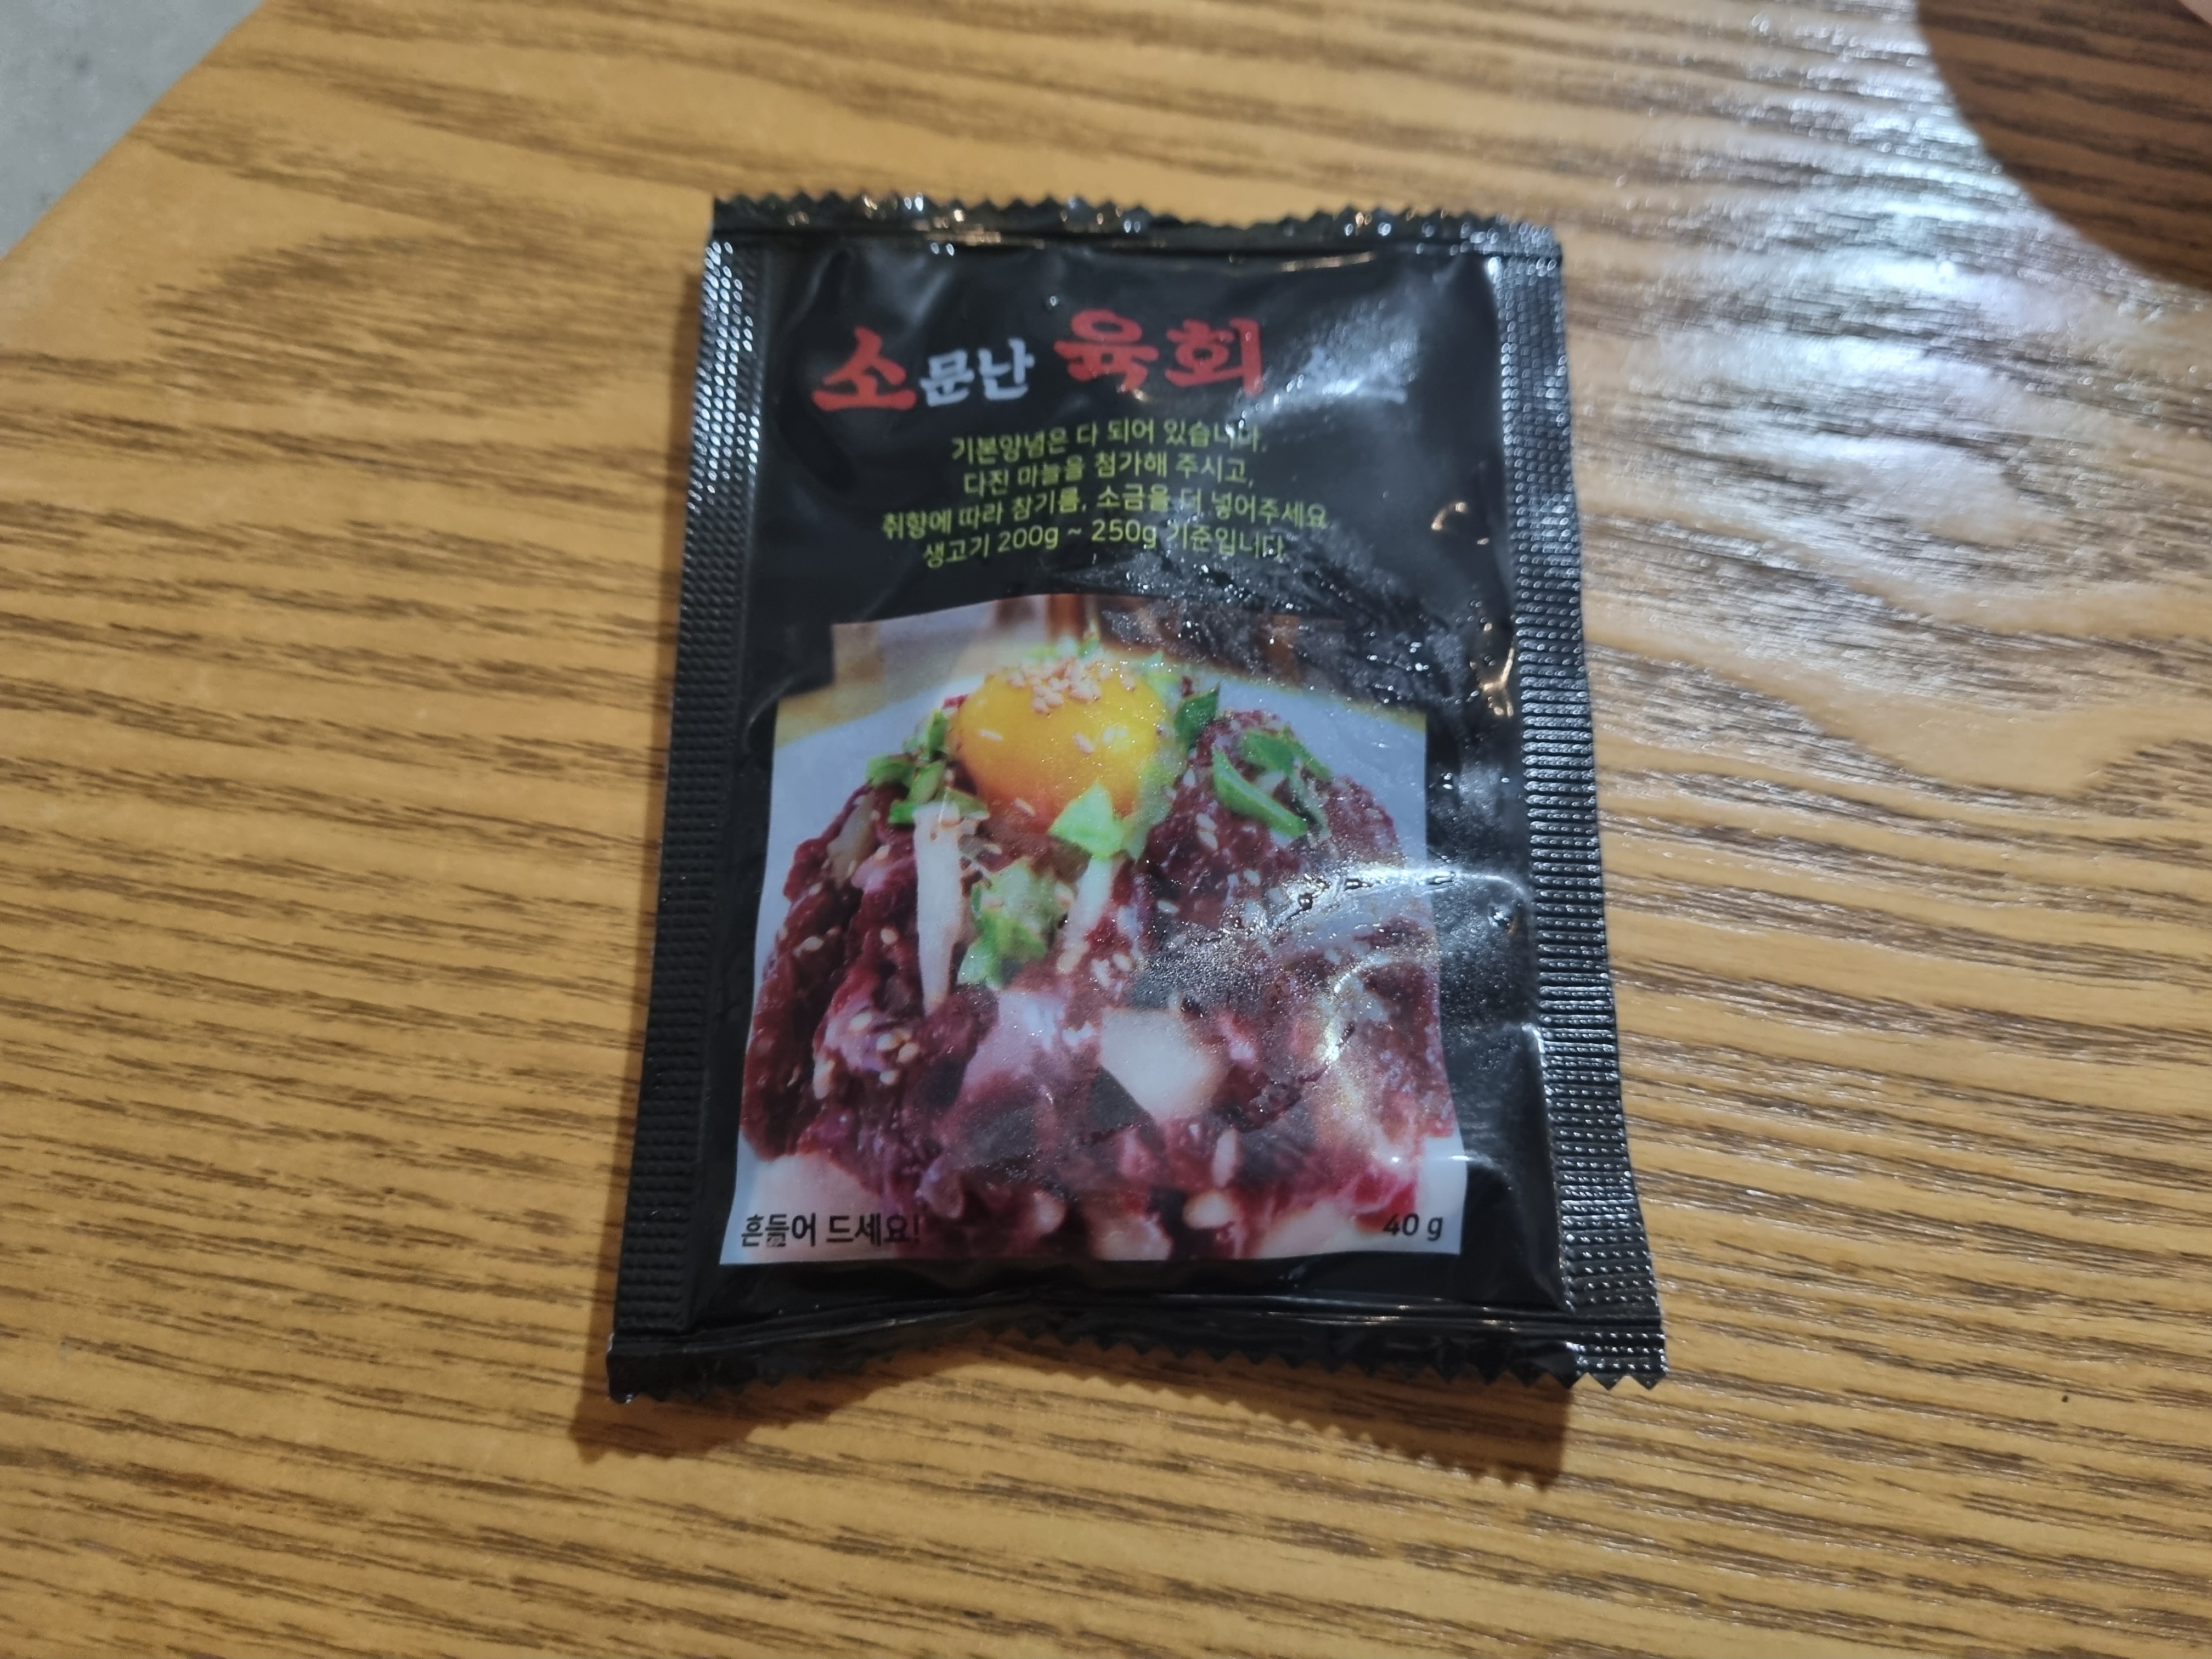 소문난 육회 소스
기본양념은 다 되어 있습니다.
다진 마늘을 첨가해 주시고,
취향에 따라 참기름, 소금을 더 넣어주세요
생고기 200g ~ 250g 기준입니다
흔들어 드세요!
40 g